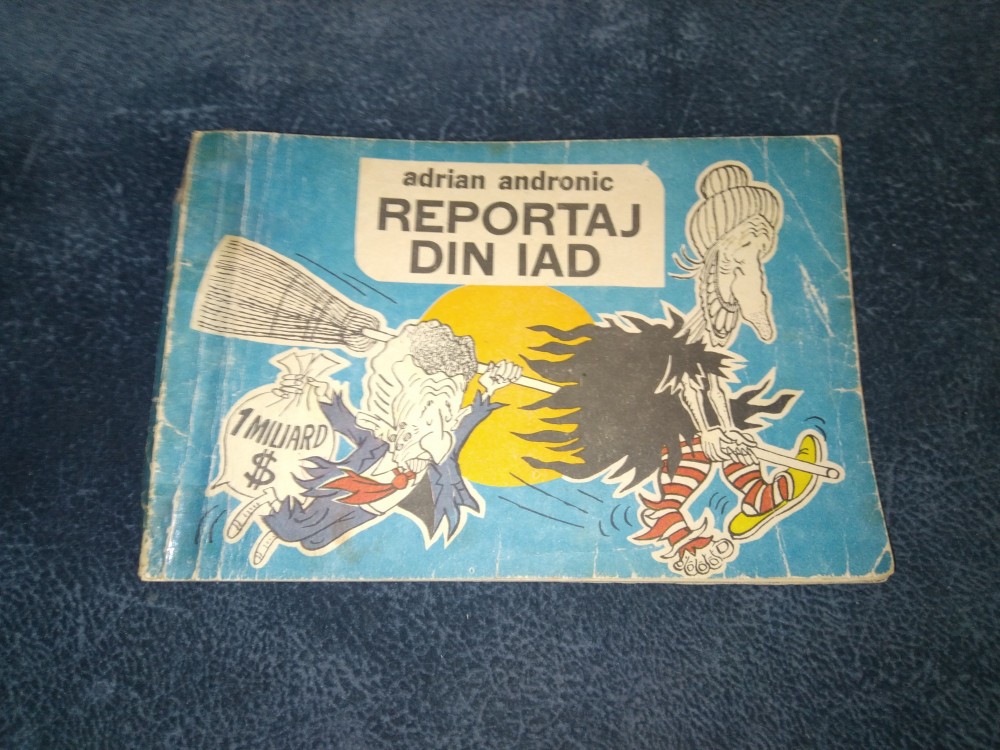 adrian andronic
REPORTAJ
DIN IAD
1 MILIARD
$